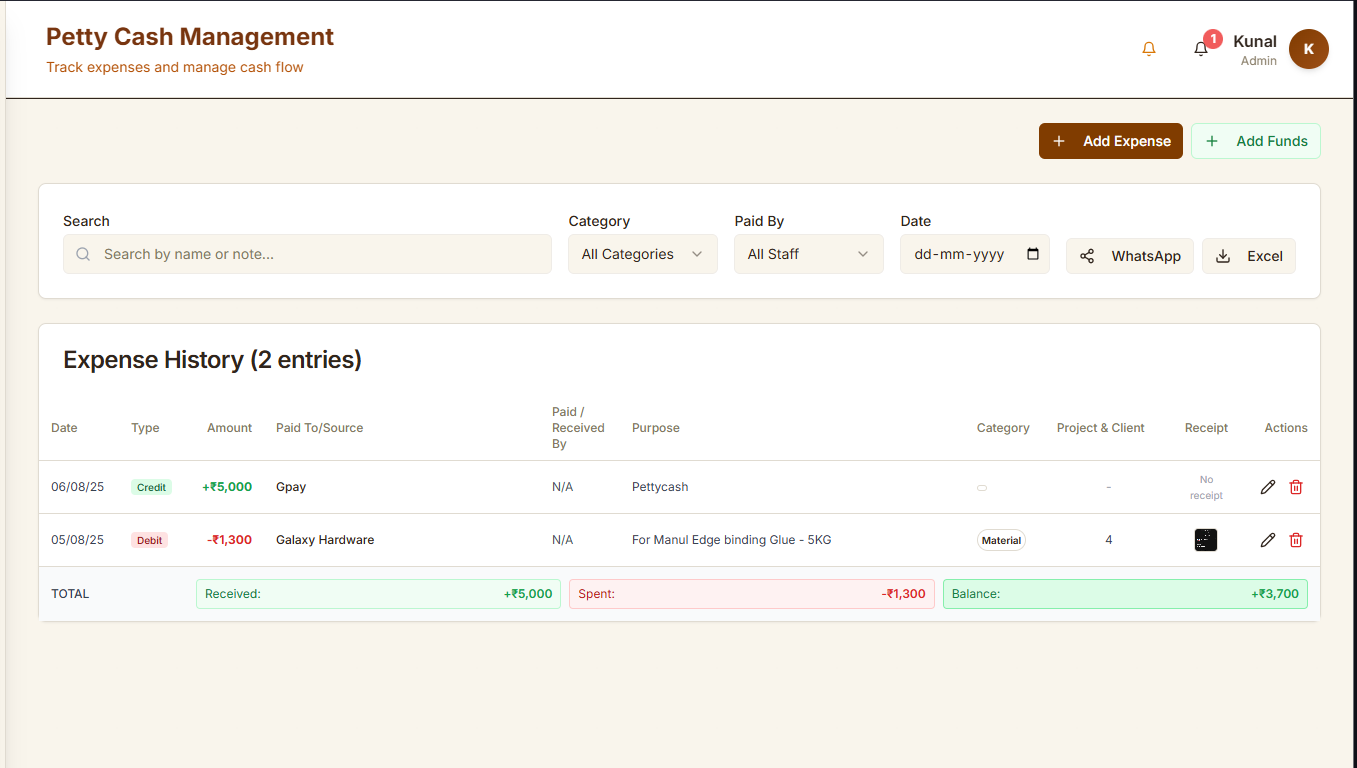 Petty Cash Management
Track expenses and manage cash flow
1
Kunal
Admin
K
+ Add Expense
+ Add Funds
Search
Category
Paid By
Date
Search by name or note...
All Categories
All Staff
dd-mm-yyyy
WhatsApp
Excel
Expense History (2 entries)
Date Type Amount Paid To/Source Paid / Received By Purpose Category Project & Client Receipt Actions
06/08/25 Credit +₹5,000 Gpay N/A Pettycash - No receipt
05/08/25 Debit -₹1,300 Galaxy Hardware N/A For Manul Edge binding Glue - 5KG Material 4
TOTAL Received: +₹5,000 Spent: -₹1,300 Balance: +₹3,700